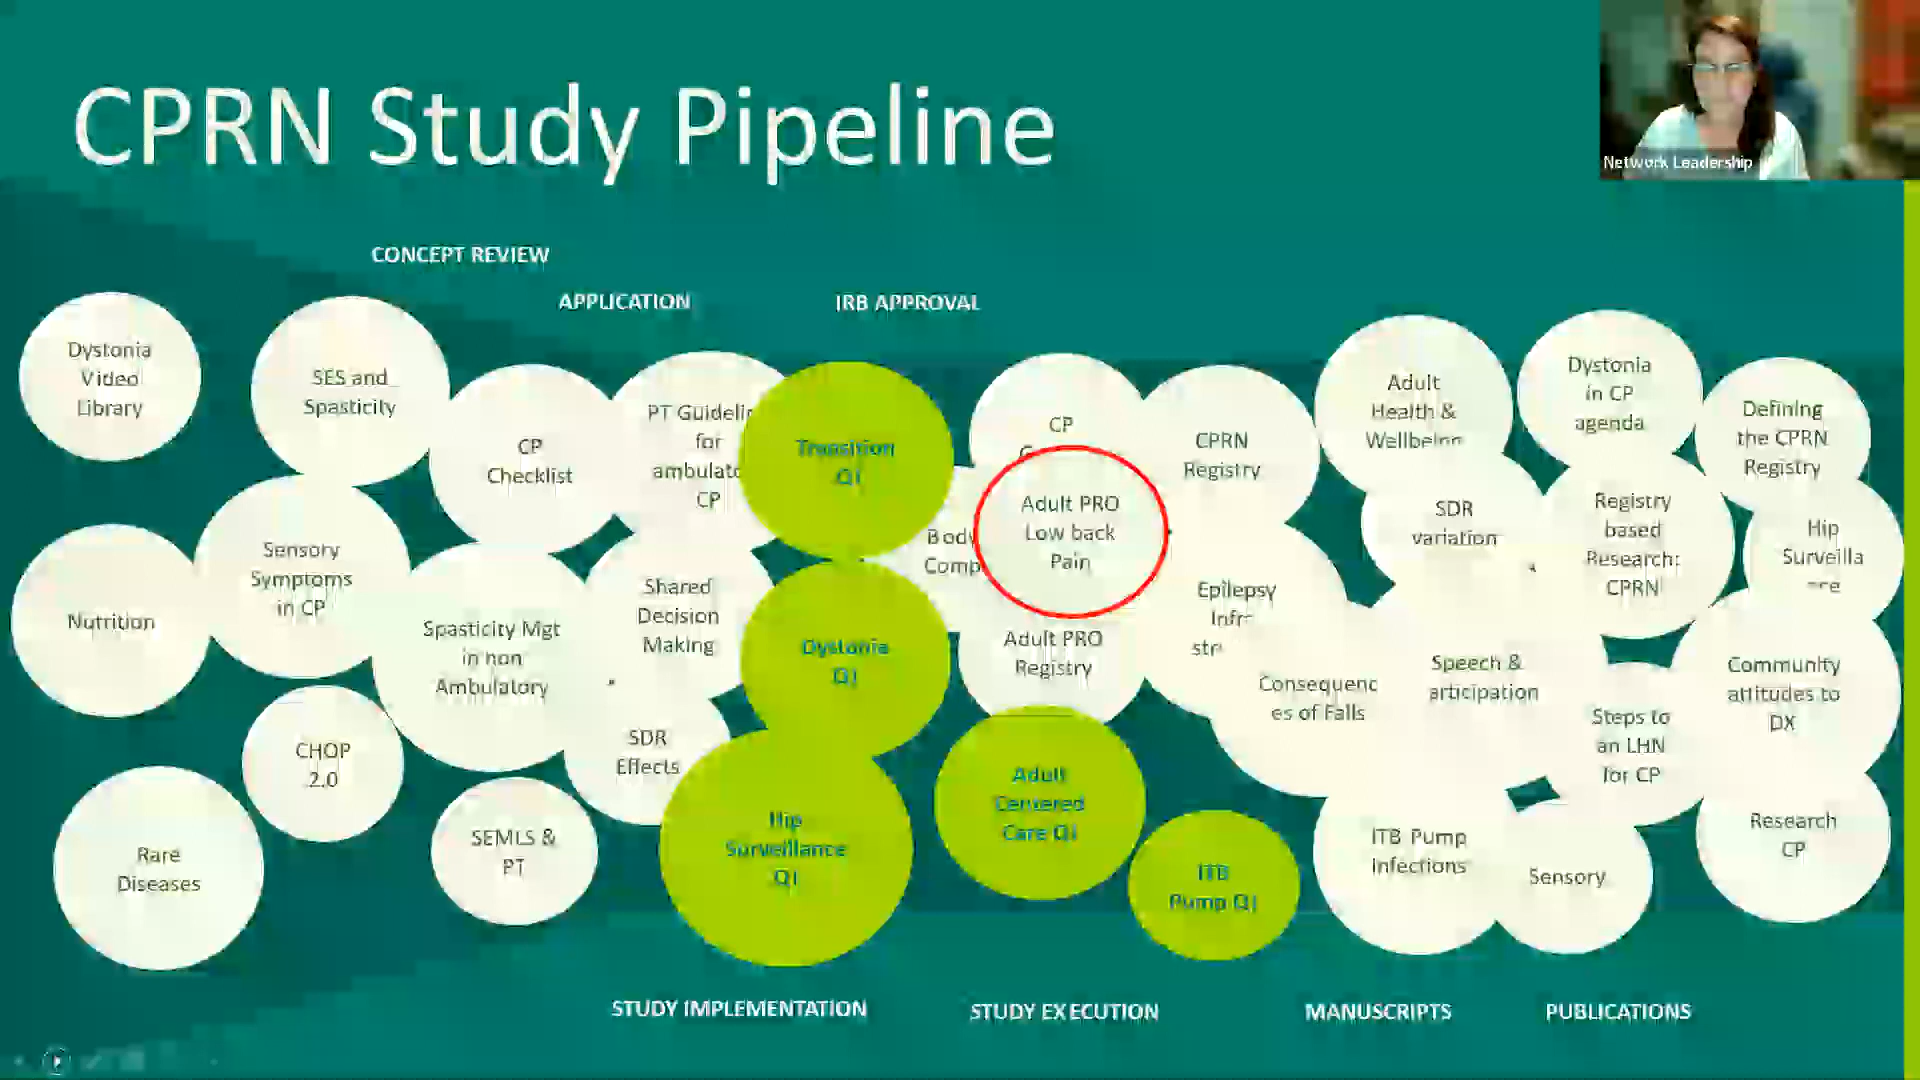 CPRN Study Pipeline
Network Leadership
CONCEPT REVIEW
APPLICATION
IRB APPROVAL
Dystonia
Video
Library
SES and
Spasticity
CP
Checklist
PT
for
CP
Transition
QI
CP
Adult PRO
Low back
Pain
CPRN
Registry
Adult
Health &
Wellbeing
Dystonia
in CP
agenda
Defining
the CPRN
Registry
Nutrition
Sensory
Symptoms
in CP
Spasticity Mgt
in non
Ambulatory
Shared
Decision
Making
Dystonia
QI
Body
Comp
Adult PRO
Registry
Epilepsy
Infr
str
Consequenc
es of Falls
SDR
variation
Speech &
articipation
Registry
based
Research:
CPRN
Hip
Surveilla
nce
Steps to
an LHN
for CP
Community
attitudes to
DX
Rare
Diseases
CHOP
2.0
SEMLS &
PT
SDR
Effects
Hip
Surveillance
QI
Adult
Centered
Care QI
ITB
Pump QI
ITB Pump
Infections
Sensory
Research
CP
STUDY IMPLEMENTATION
STUDY EXECUTION
MANUSCRIPTS
PUBLICATIONS